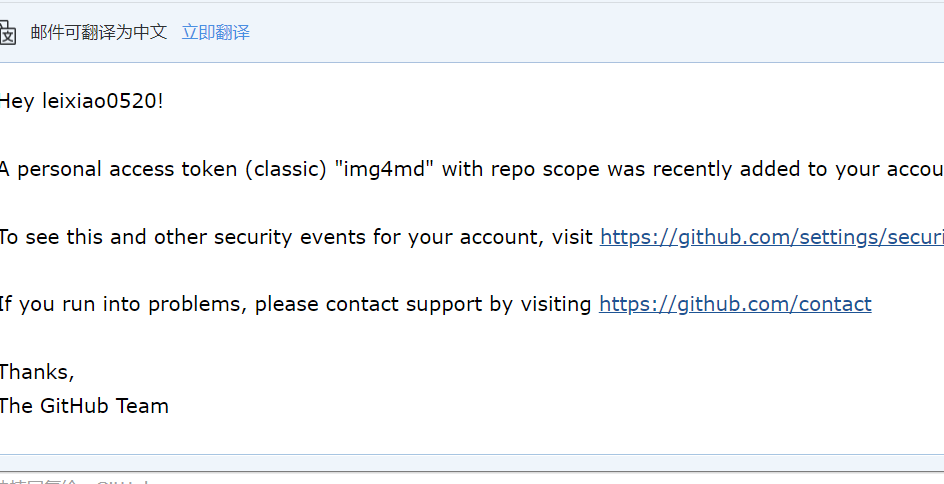 邮件可翻译为中文 立即翻译
Hey leixiao0520!
A personal access token (classic) "img4md" with repo scope was recently added to your accou
To see this and other security events for your account, visit https://github.com/settings/securi
If you run into problems, please contact support by visiting https://github.com/contact
Thanks,
The GitHub Team